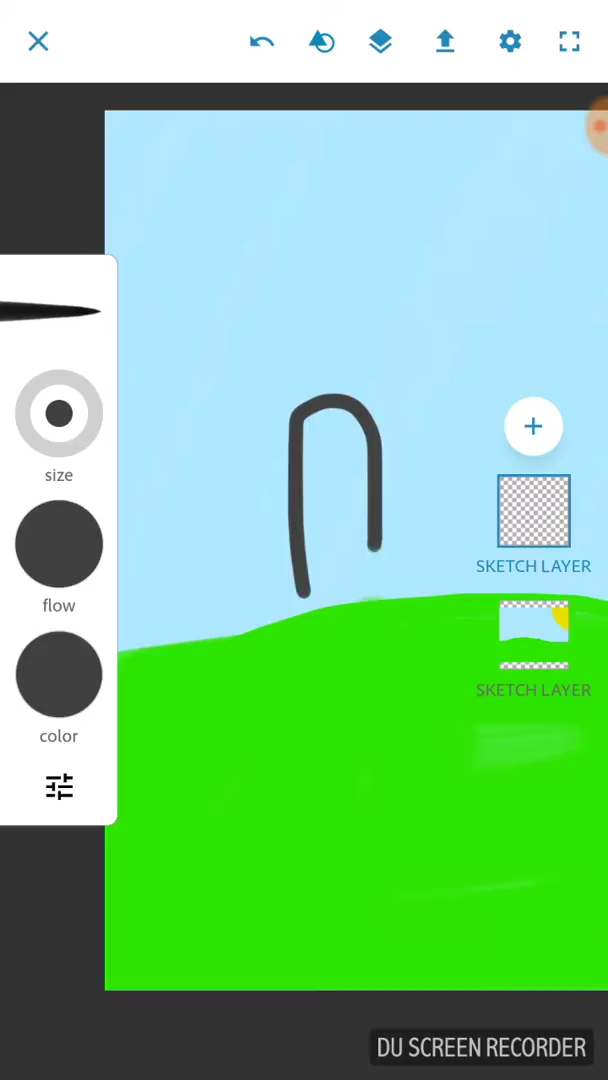 size
flow
color
SKETCH LAYER
SKETCH LAYER
DU SCREEN RECORDER